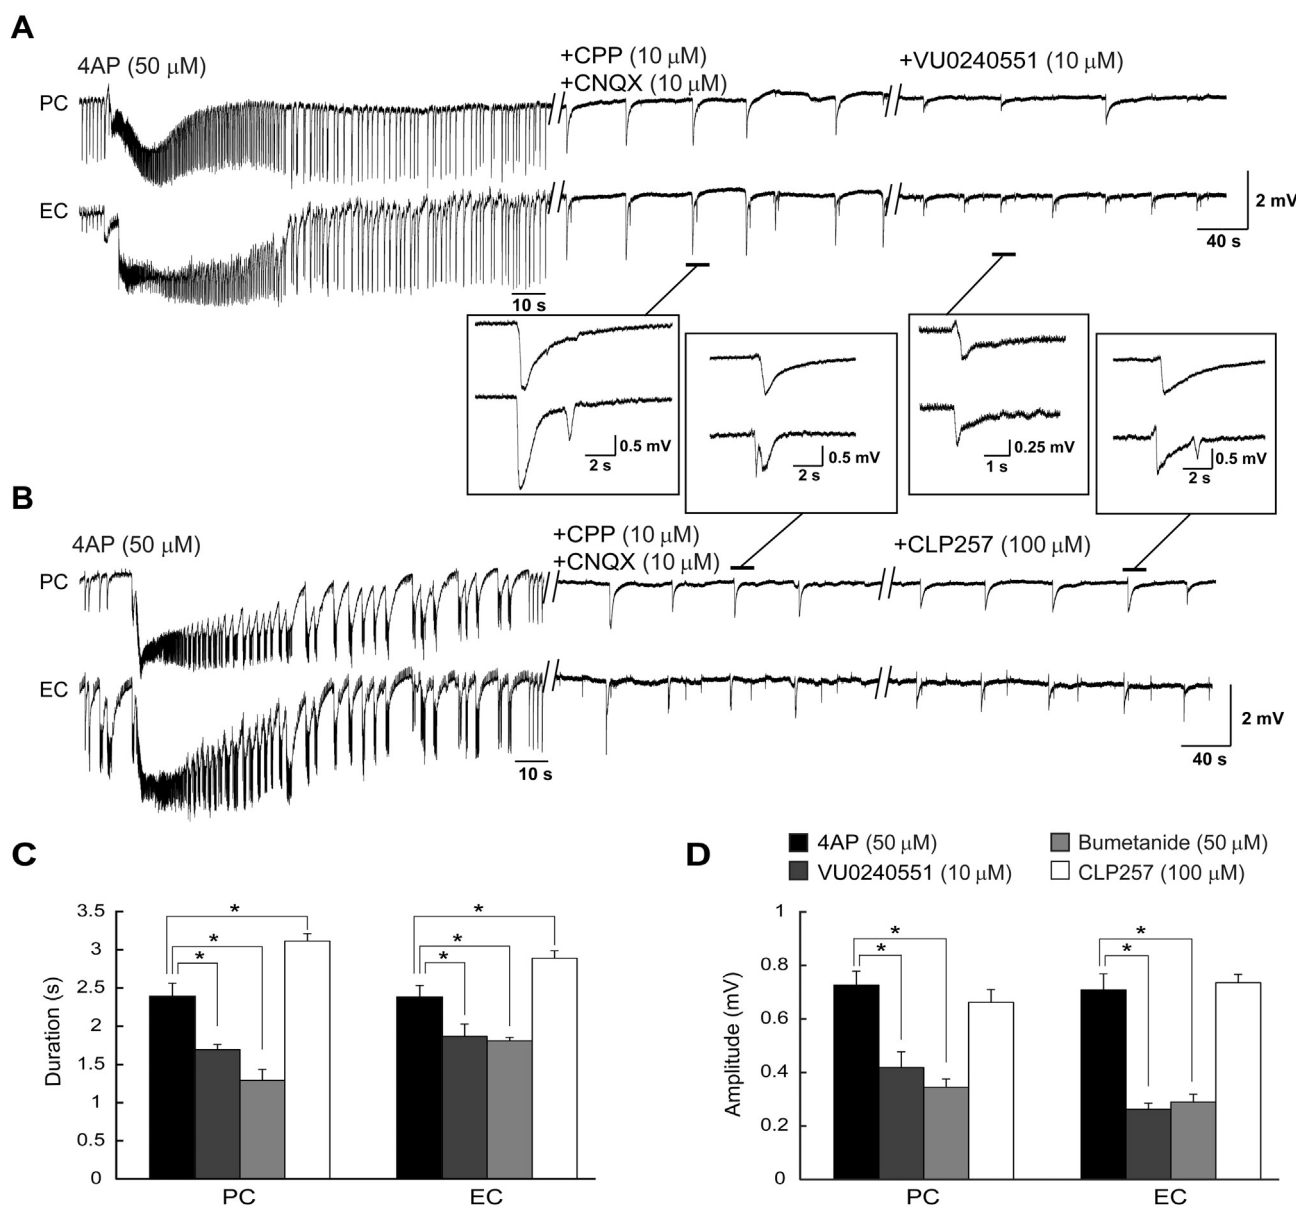 A
4AP (50 μM)
+CPP (10 μM)
+CNQX (10 μM)
+VU0240551 (10 μM)
PC
EC
2 mV
40 s
10 s
0.5 mV
2 s
0.5 mV
2 s
0.25 mV
1 s
0.5 mV
2 s
B
4AP (50 μM)
+CPP (10 μM)
+CNQX (10 μM)
+CLP257 (100 μM)
PC
EC
2 mV
40 s
10 s
C
3.5
3
2.5
2
1.5
1
0.5
0
Duration (s)
* * *
* * *
PC EC
D
4AP (50 μM)
VU0240551 (10 μM)
Bumetanide (50 μM)
CLP257 (100 μM)
1
0.8
0.6
0.4
0.2
0
Amplitude (mV)
* *
* *
PC EC